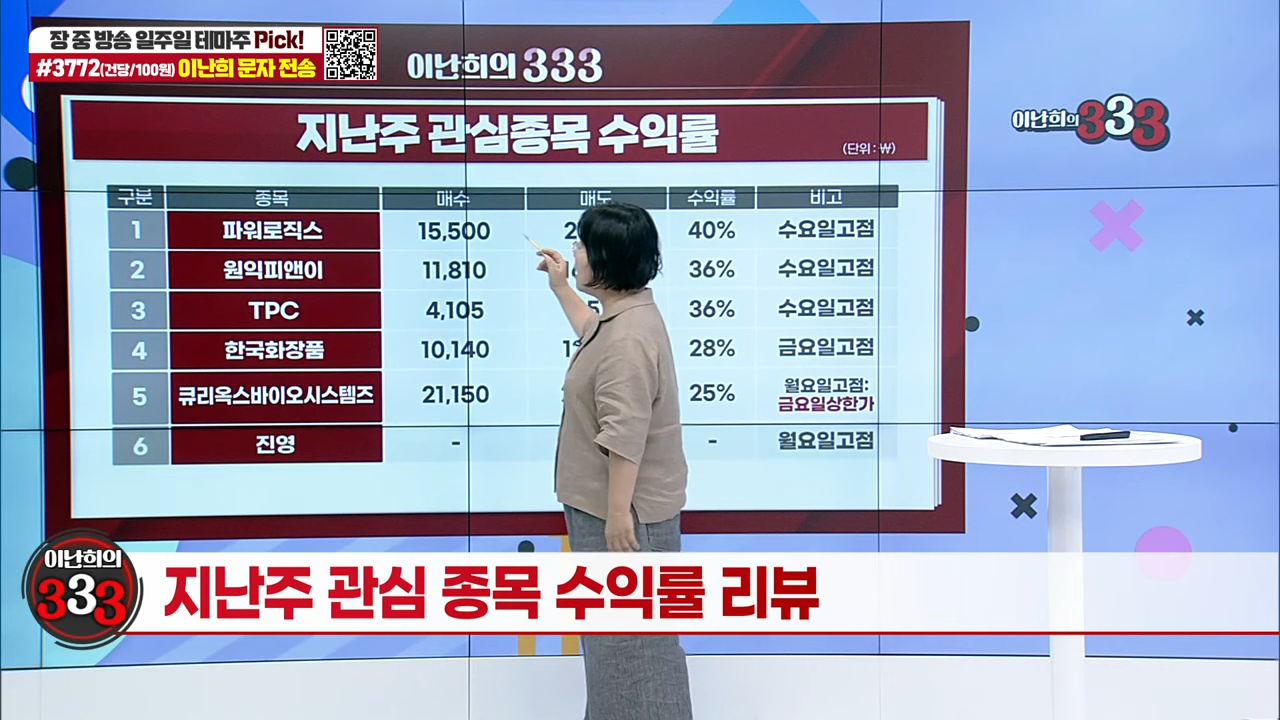 장 중 방송 일주일 테마주 Pick!
#3772(건당/100원) 이난희 문자 전송
이난희의 333
이난희의 333
지난주 관심종목 수익률
(단위 : ₩)
구분 종목 매수 매도 수익률 비고
1 파워로직스 15,500 40% 수요일고점
2 원익피앤이 11,810 36% 수요일고점
3 TPC 4,105 36% 수요일고점
4 한국화장품 10,140 28% 금요일고점
5 큐리옥스바이오시스템즈 21,150 25% 월요일고점:
금요일상한가
6 진영 - - 월요일고점
이난희의
333
지난주 관심 종목 수익률 리뷰